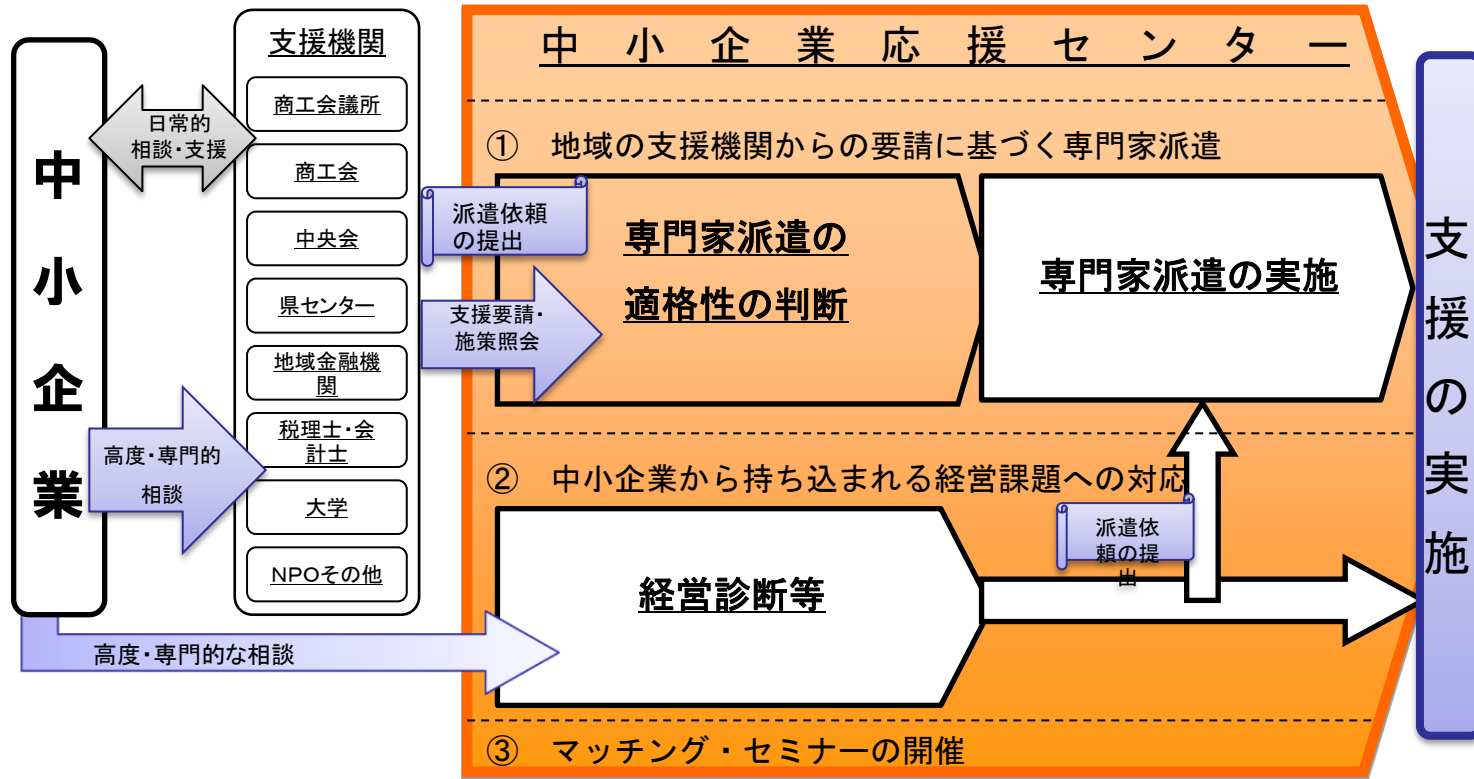 中小企業
日常的
相談・支援
高度・専門的
相談
支援機関
商工会議所
商工会
中央会
県センター
地域金融機
関
税理士・会
計士
大学
NPOその他
高度・専門的な相談
中小企業応援センター
① 地域の支援機関からの要請に基づく専門家派遣
派遣依頼
の提出
支援要請・
施策照会
専門家派遣の
適格性の判断
専門家派遣の実施
② 中小企業から持ち込まれる経営課題への対応
派遣依
頼の提
出
経営診断等
③ マッチング・セミナーの開催
支援の実施